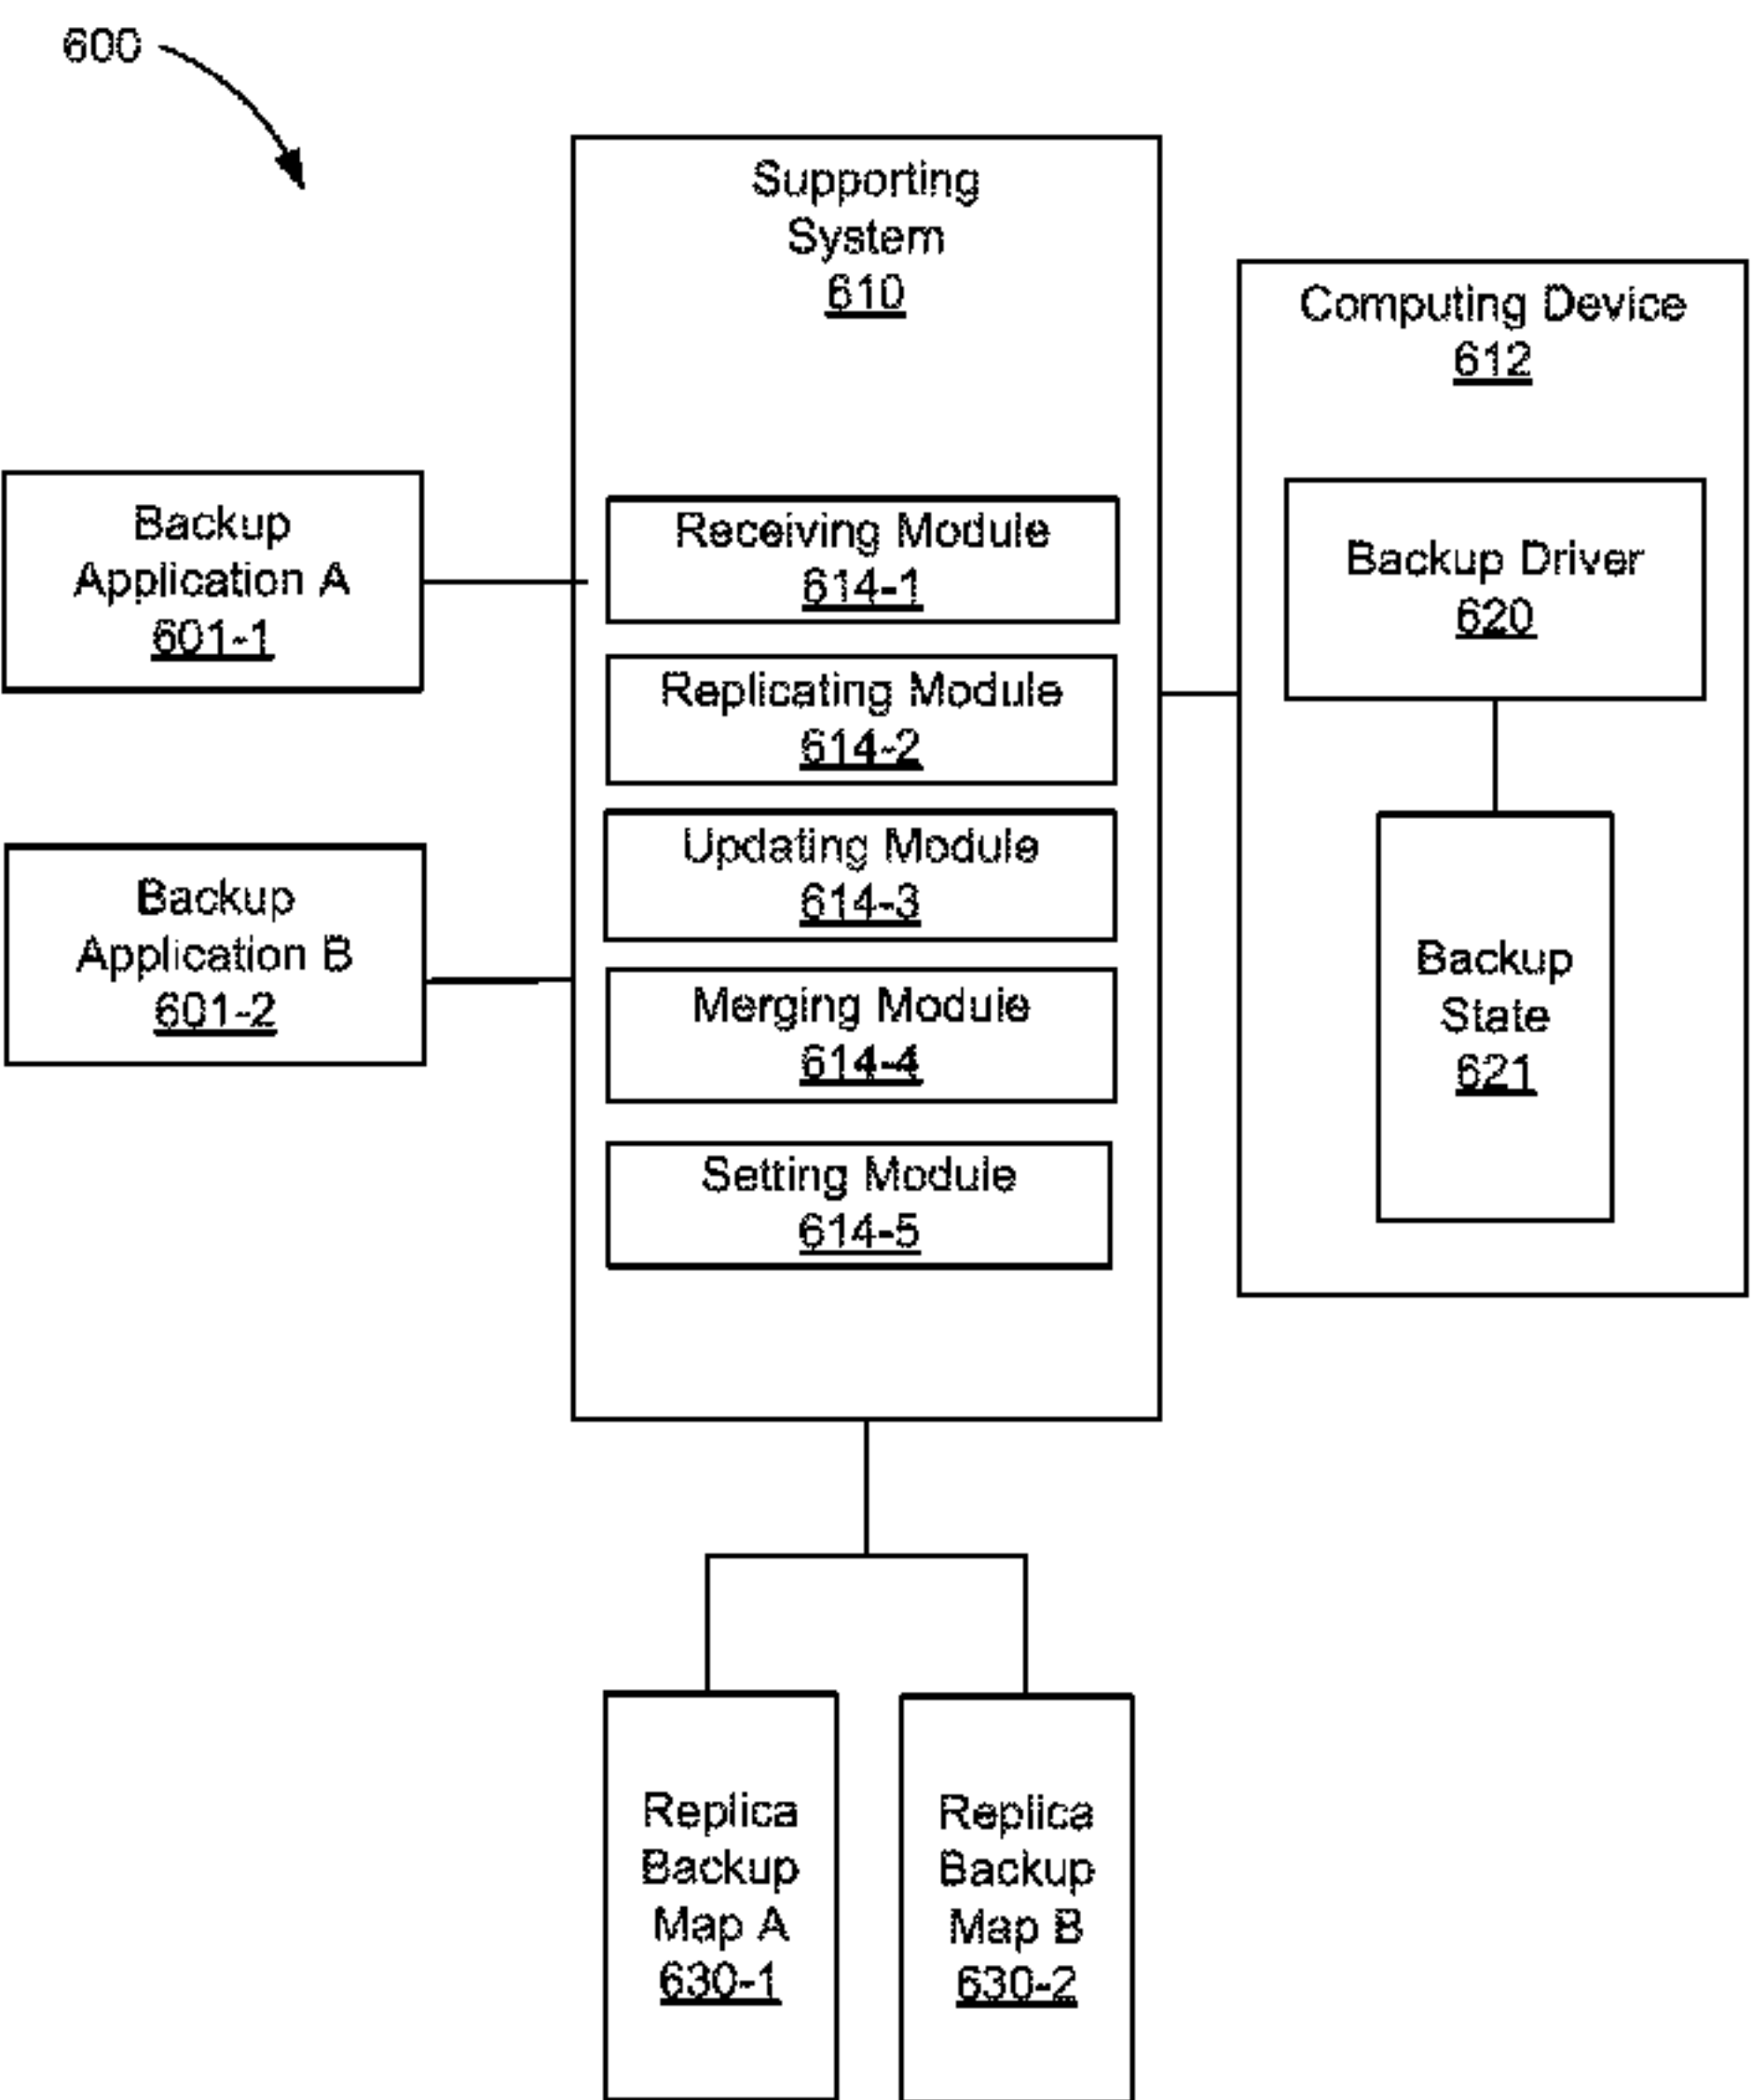 600
Supporting
System
610
Computing Device
612
Backup
Application A
601-1
Receiving Module
614-1
Backup Driver
620
Replicating Module
614-2
Updating Module
614-3
Backup
Application B
601-2
Merging Module
614-4
Backup
State
621
Setting Module
614-5
Replica
Backup
Map A
630-1
Replica
Backup
Map B
630-2